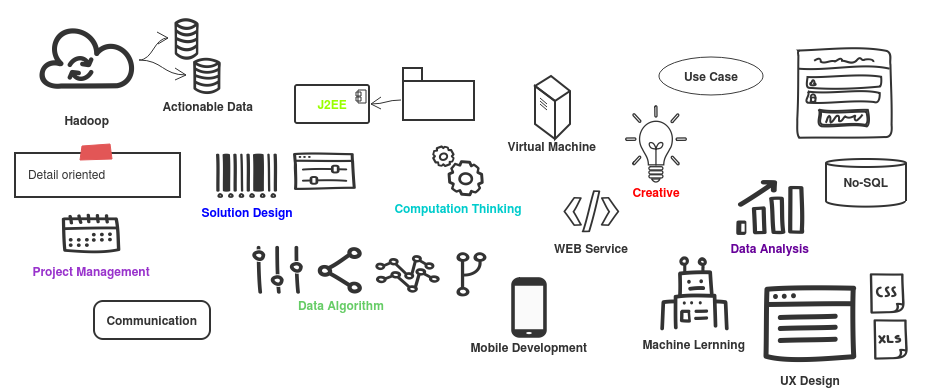 Hadoop
Actionable Data
J2EE
Virtual Machine
Use Case
Detail oriented
Solution Design
Computation Thinking
Creative
No-SQL
WEB Service
Data Analysis
Project Management
Data Algorithm
Communication
Mobile Development
Machine Lernning
CSS
XLS
UX Design